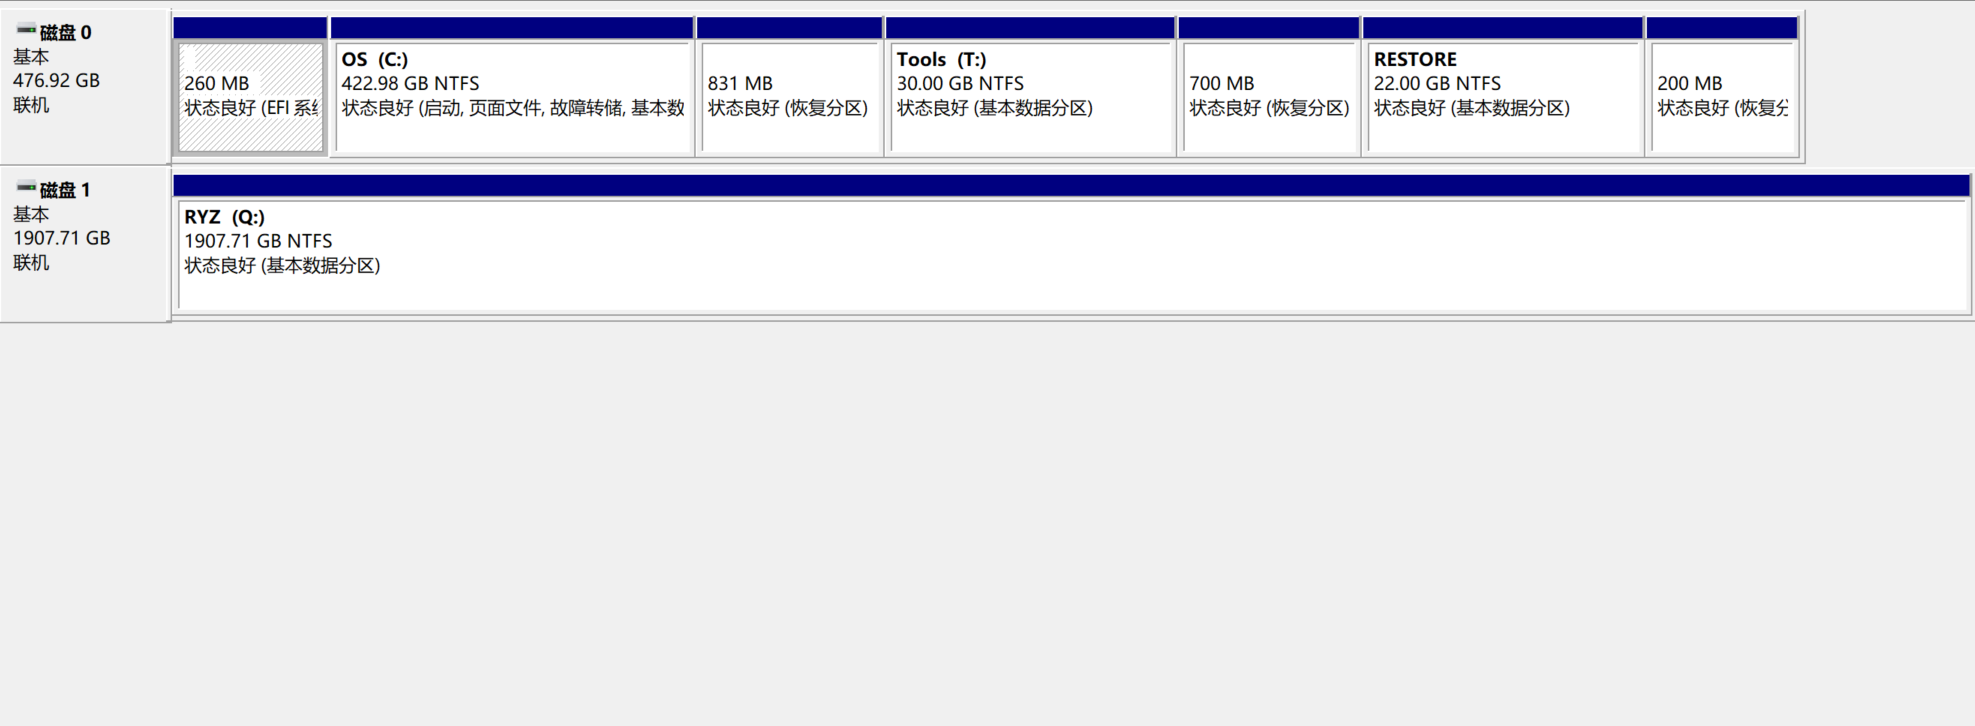 磁盘 0
基本
476.92 GB
联机
260 MB
状态良好 (EFI 系
OS (C:)
422.98 GB NTFS
状态良好 (启动, 页面文件, 故障转储, 基本数
831 MB
状态良好 (恢复分区)
Tools (T:)
30.00 GB NTFS
状态良好 (基本数据分区)
700 MB
状态良好 (恢复分区)
RESTORE
22.00 GB NTFS
状态良好 (基本数据分区)
200 MB
状态良好 (恢复分
磁盘 1
基本
1907.71 GB
联机
RYZ (Q:)
1907.71 GB NTFS
状态良好 (基本数据分区)